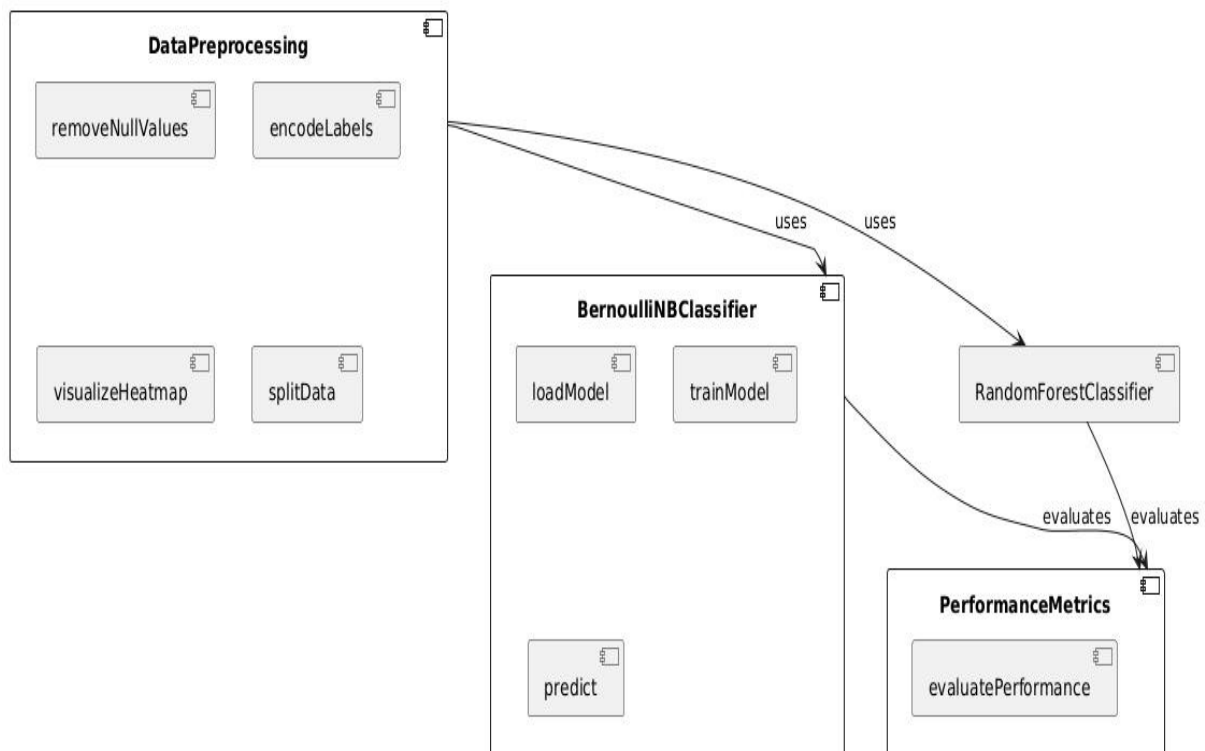 DataPreprocessing
removeNullValues
encodeLabels
visualizeHeatmap
splitData
uses
uses
BernoulliNBClassifier
loadModel
trainModel
predict
RandomForestClassifier
evaluates
evaluates
PerformanceMetrics
evaluatePerformance